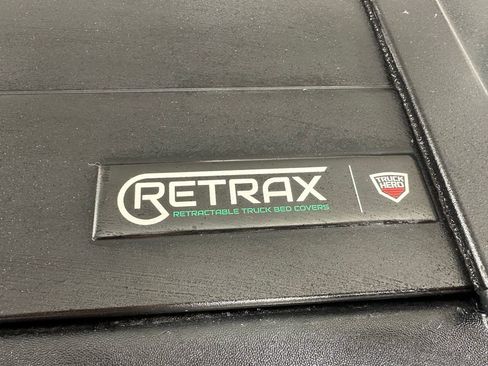 RETRAX
RETRACTABLE TRUCK BED COVERS
TRUCK
HERO